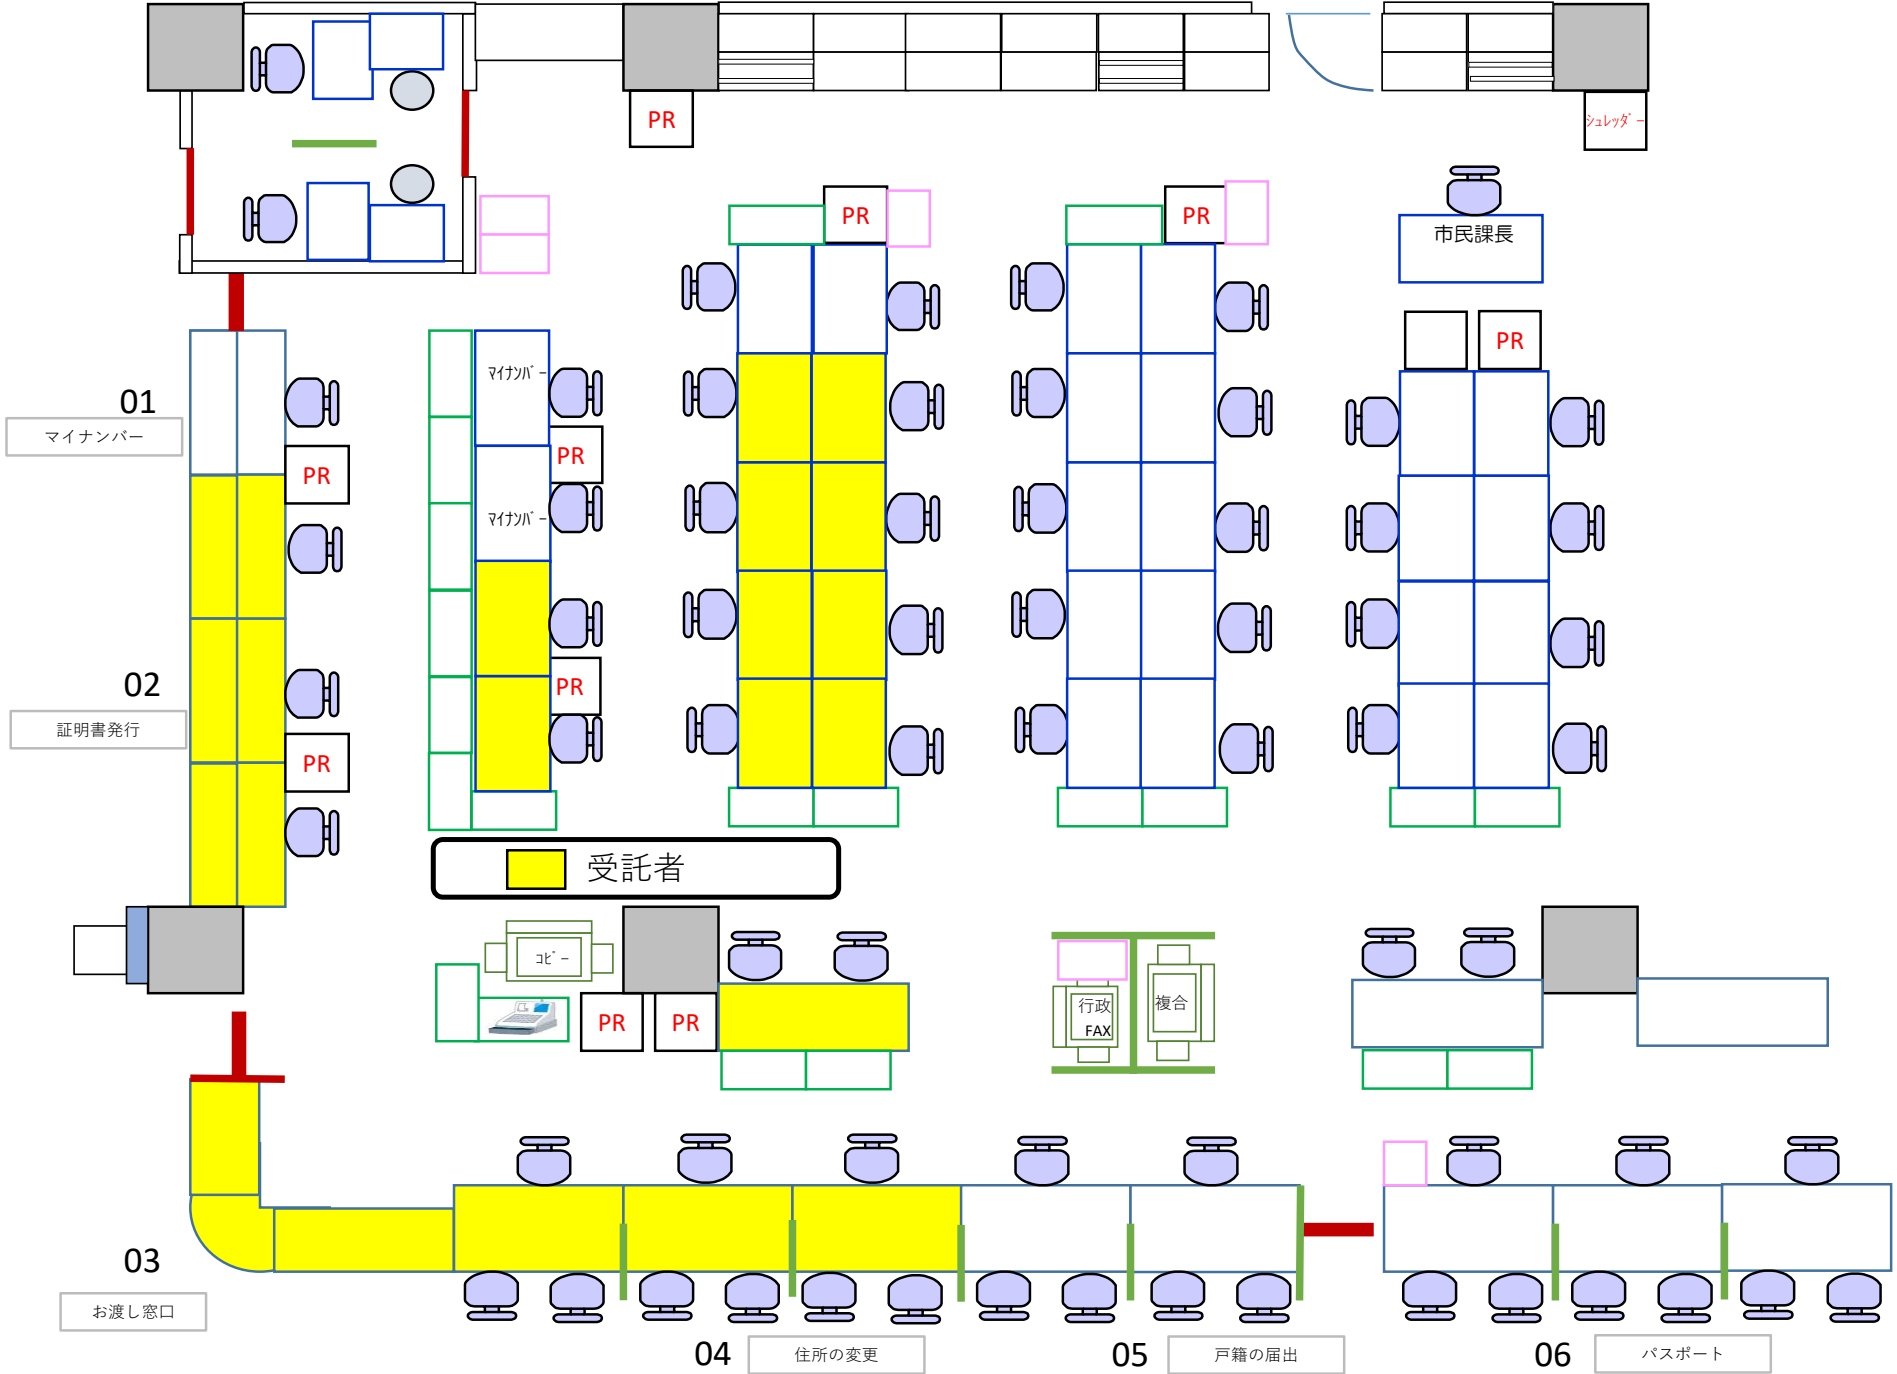 PR
シュレッダー
PR
PR
市民課長
PR
マイナンバー
01
マイナンバー
PR
PR
マイナンバー
02
証明書発行
PR
PR
受託者
コピー
PR
PR
行政
FAX
複合
03
お渡し窓口
04
住所の変更
05
戸籍の届出
06
パスポート